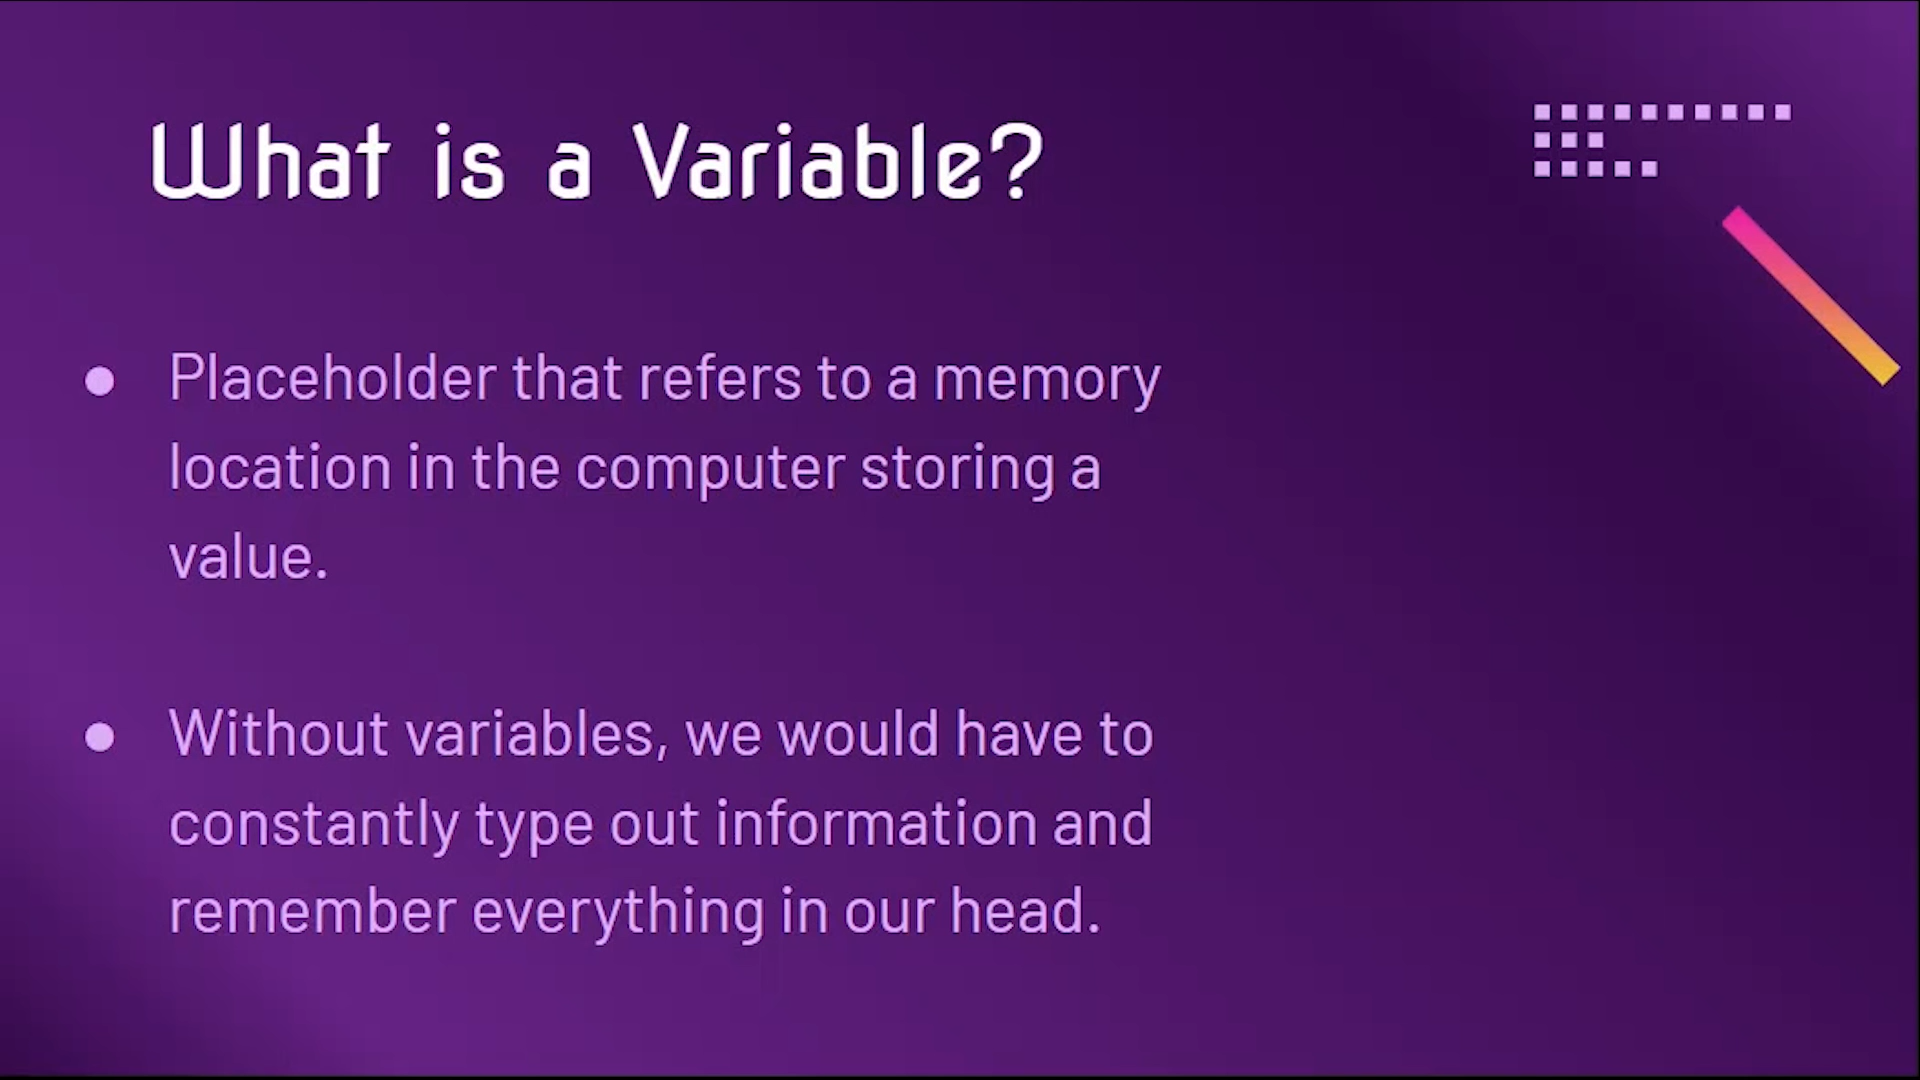 What is a Variable?
Placeholder that refers to a memory
location in the computer storing a
value.
Without variables, we would have to
constantly type out information and
remember everything in our head.